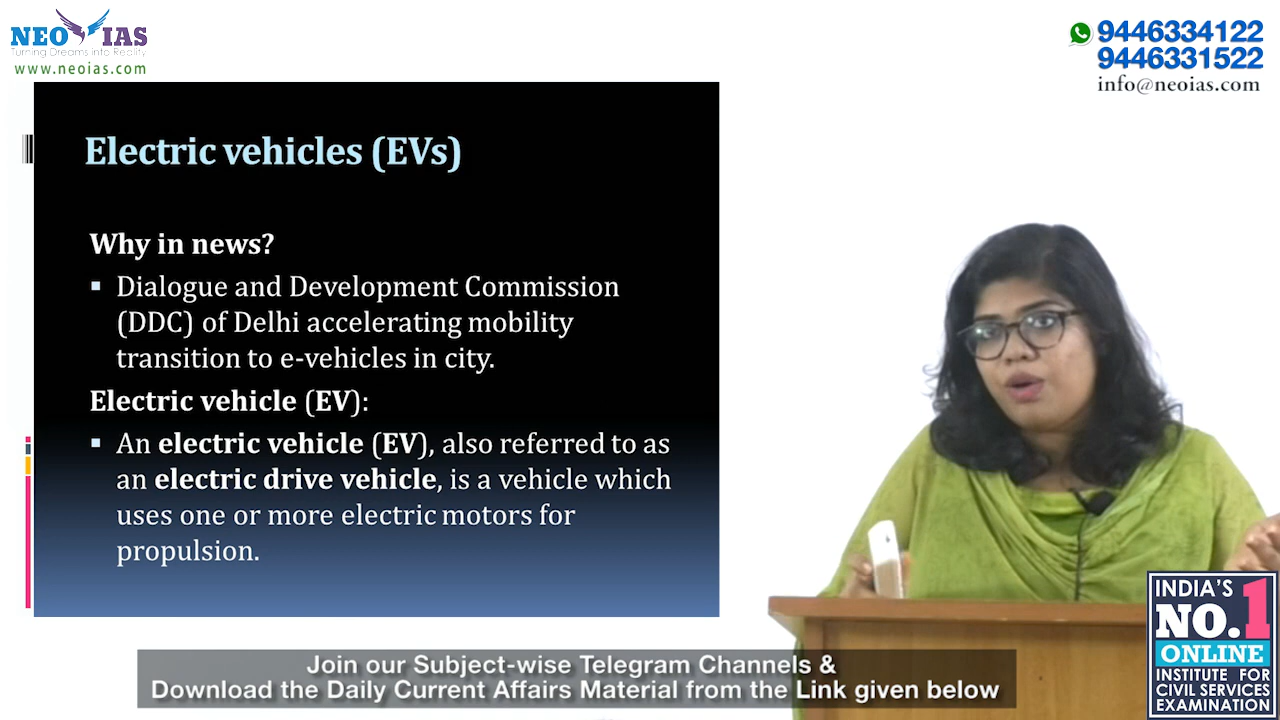 NEO IAS
Turning Dreams Into Reality
www.neoias.com
9446334122
9446331522
info@neoias.com
Electric vehicles (EVs)
Why in news?
Dialogue and Development Commission
(DDC) of Delhi accelerating mobility
transition to e-vehicles in city.
Electric vehicle (EV):
An electric vehicle (EV), also referred to as
an electric drive vehicle, is a vehicle which
uses one or more electric motors for
propulsion.
INDIA'S
NO.1
ONLINE
INSTITUTE FOR
CIVIL SERVICES
EXAMINATION
Join our Subject-wise Telegram Channels &
Download the Daily Current Affairs Material from the Link given below